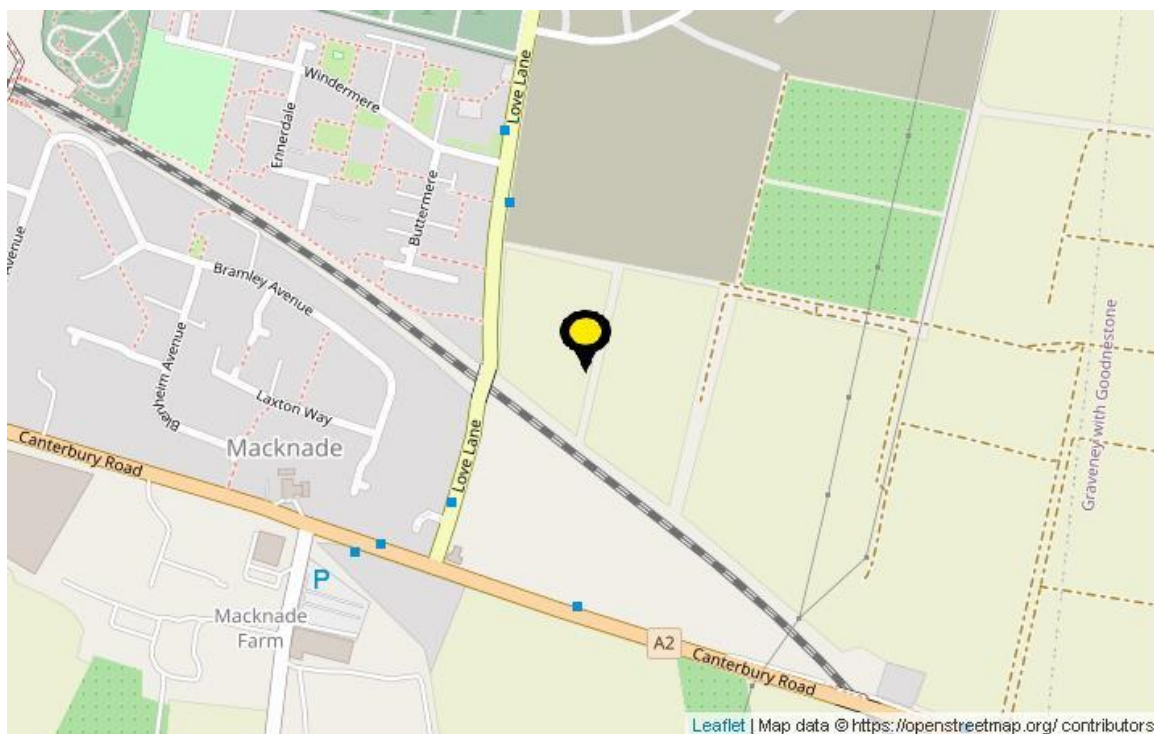 Love Lane
Windermere
Ennerdale
Buttermere
Avenue
Bramley Avenue
Blenheim Avenue
Laxton Way
Macknade
Love Lane
Canterbury Road
P
Macknade
Farm
A2
Canterbury Road
Graveney with Goodnestone
Leaflet | Map data © https://openstreetmap.org/ contributors